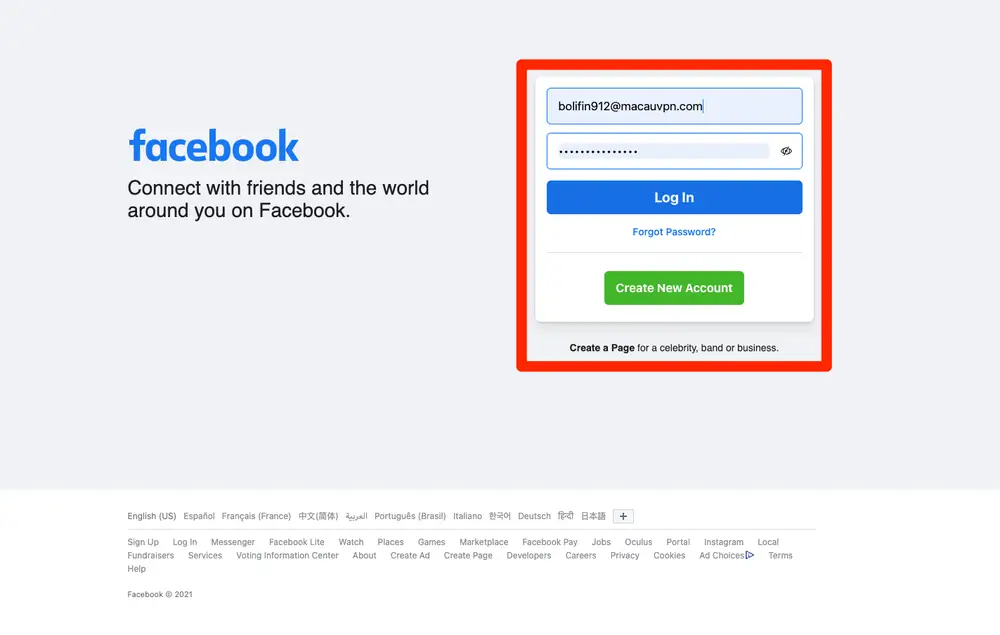 facebook
Connect with friends and the world
around you on Facebook.
bolifin912@macauvpn.com
•••••••••••••••
Log In
Forgot Password?
Create New Account
Create a Page for a celebrity, band or business.
English (US) Español Français (France) 中文(简体) العربية Português (Brasil) Italiano 한국어 Deutsch हिन्दी 日本語 +
Sign Up Log In Messenger Facebook Lite Watch Places Games Marketplace Facebook Pay Jobs Oculus Portal Instagram Local
Fundraisers Services Voting Information Center About Create Ad Create Page Developers Careers Privacy Cookies Ad Choices Terms
Help
Facebook © 2021